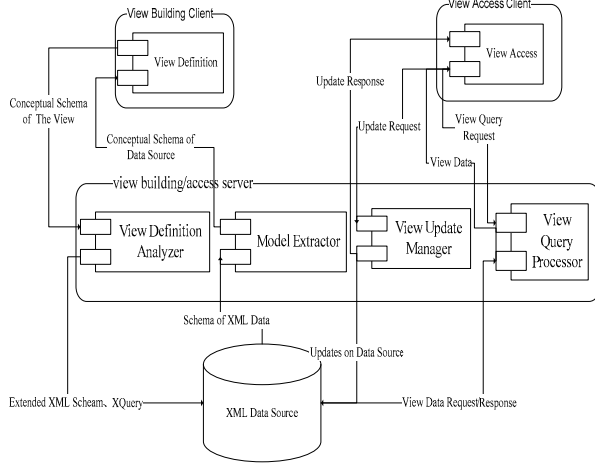 View Building Client
View Access Client
View Definition
View Access
Update Response
Conceptual Schema
of The View
Update Request
View Query
Request
Conceptual Schema of
Data Source
View Data
view building/access server
View Definition
Analyzer
Model Extractor
View Update
Manager
View
Query
Processor
Schema of XML Data
Updates on Data Source
Extended XML Scheam、XQuery
XML Data Source
View Data Request/Response